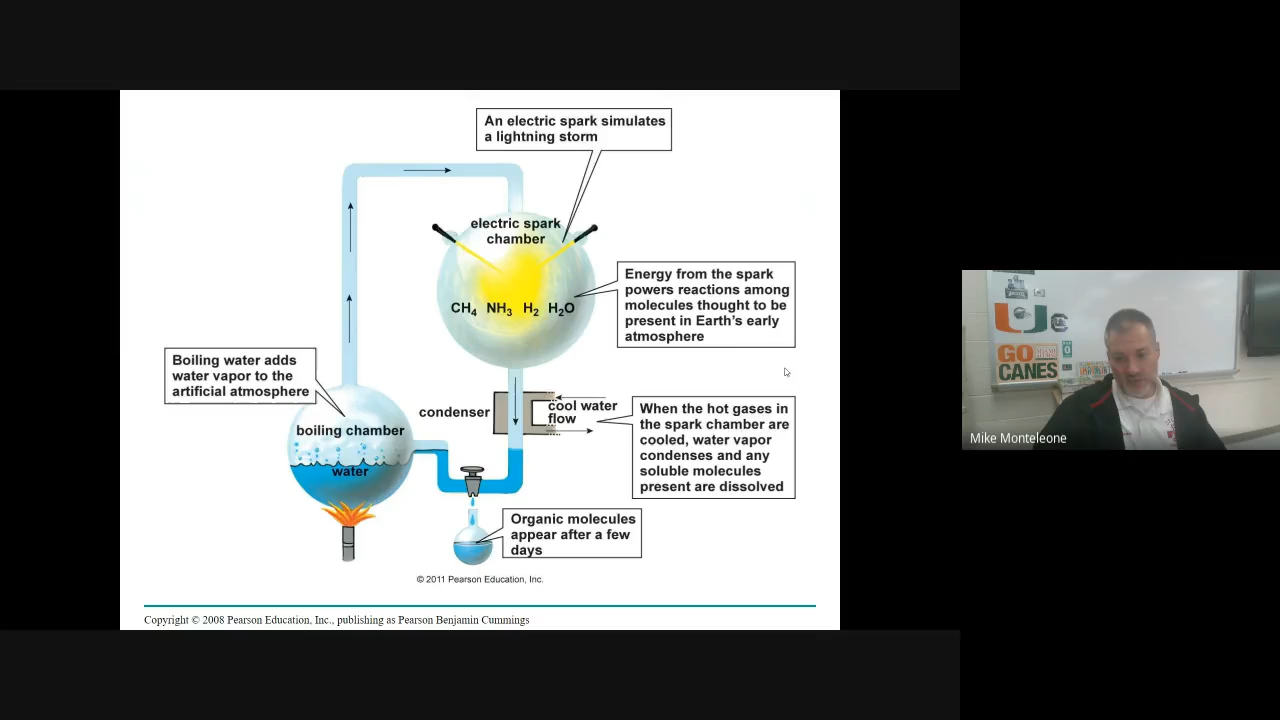 An electric spark simulates
a lightning storm
electric spark
chamber
CH4 NH3 H2 H2O
Energy from the spark
powers reactions among
molecules thought to be
present in Earth's early
atmosphere
Boiling water adds
water vapor to the
artificial atmosphere
boiling chamber
water
condenser
cool water
flow
When the hot gases in
the spark chamber are
cooled, water vapor
condenses and any
soluble molecules
present are dissolved
Organic molecules
appear after a few
days
© 2011 Pearson Education, Inc.
Copyright © 2008 Pearson Education, Inc., publishing as Pearson Benjamin Cummings
U
GO
CANES
Mike Monteleone